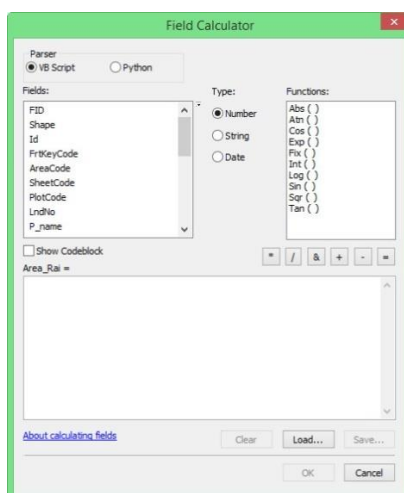 Field Calculator
Parser
VB Script
Python
Fields:
Type:
Functions:
FID
Shape
Id
FrtKeyCode
AreaCode
SheetCode
PlotCode
LndNo
P_name
Number
String
Date
Abs ( )
Atn ( )
Cos ( )
Exp ( )
Fix ( )
Int ( )
Log ( )
Sin ( )
Sqr ( )
Tan ( )
Show Codeblock
* / & + - =
Area_Rai =
About calculating fields
Clear
Load...
Save...
OK
Cancel